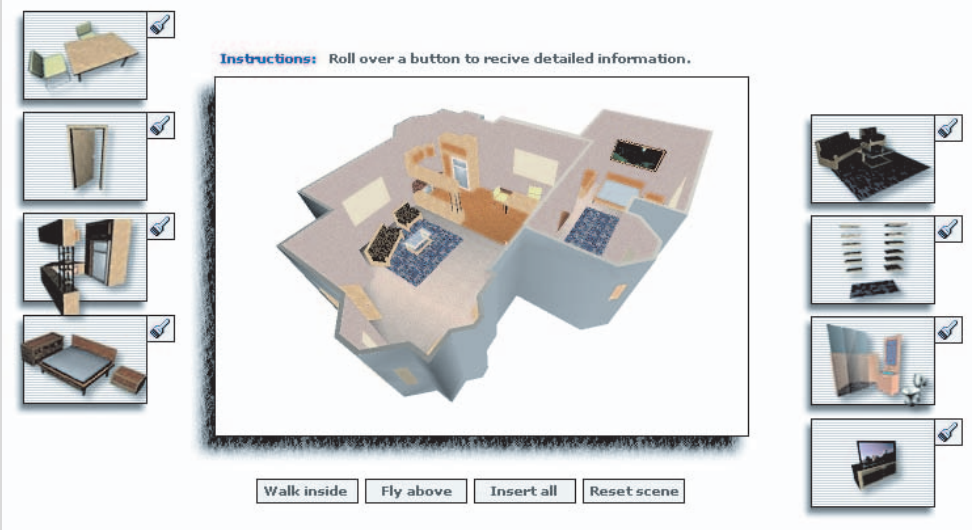 Instructions: Roll over a button to recive detailed information.
Walk inside
Fly above
Insert all
Reset scene